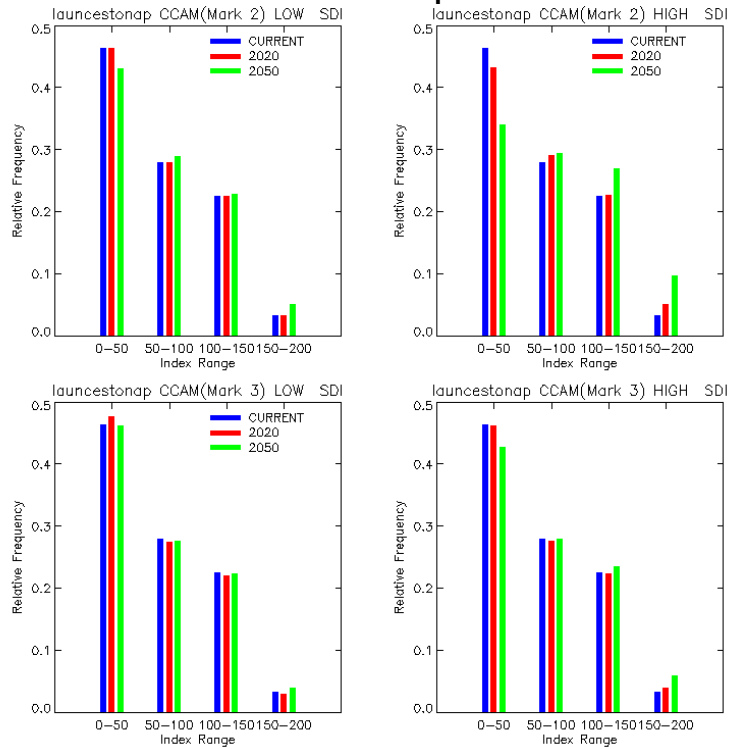 launcestonap CCAM(Mark 2) LOW SDI
0.5
0.4
0.3
0.2
0.1
0.0
Relative Frequency
CURRENT
2020
2050
0-50 50-100 100-150 150-200
Index Range
launcestonap CCAM(Mark 2) HIGH SDI
0.5
0.4
0.3
0.2
0.1
0.0
Relative Frequency
CURRENT
2020
2050
0-50 50-100 100-150 150-200
Index Range
launcestonap CCAM(Mark 3) LOW SDI
0.5
0.4
0.3
0.2
0.1
0.0
Relative Frequency
CURRENT
2020
2050
0-50 50-100 100-150 150-200
Index Range
launcestonap CCAM(Mark 3) HIGH SDI
0.5
0.4
0.3
0.2
0.1
0.0
Relative Frequency
0-50 50-100 100-150 150-200
Index Range